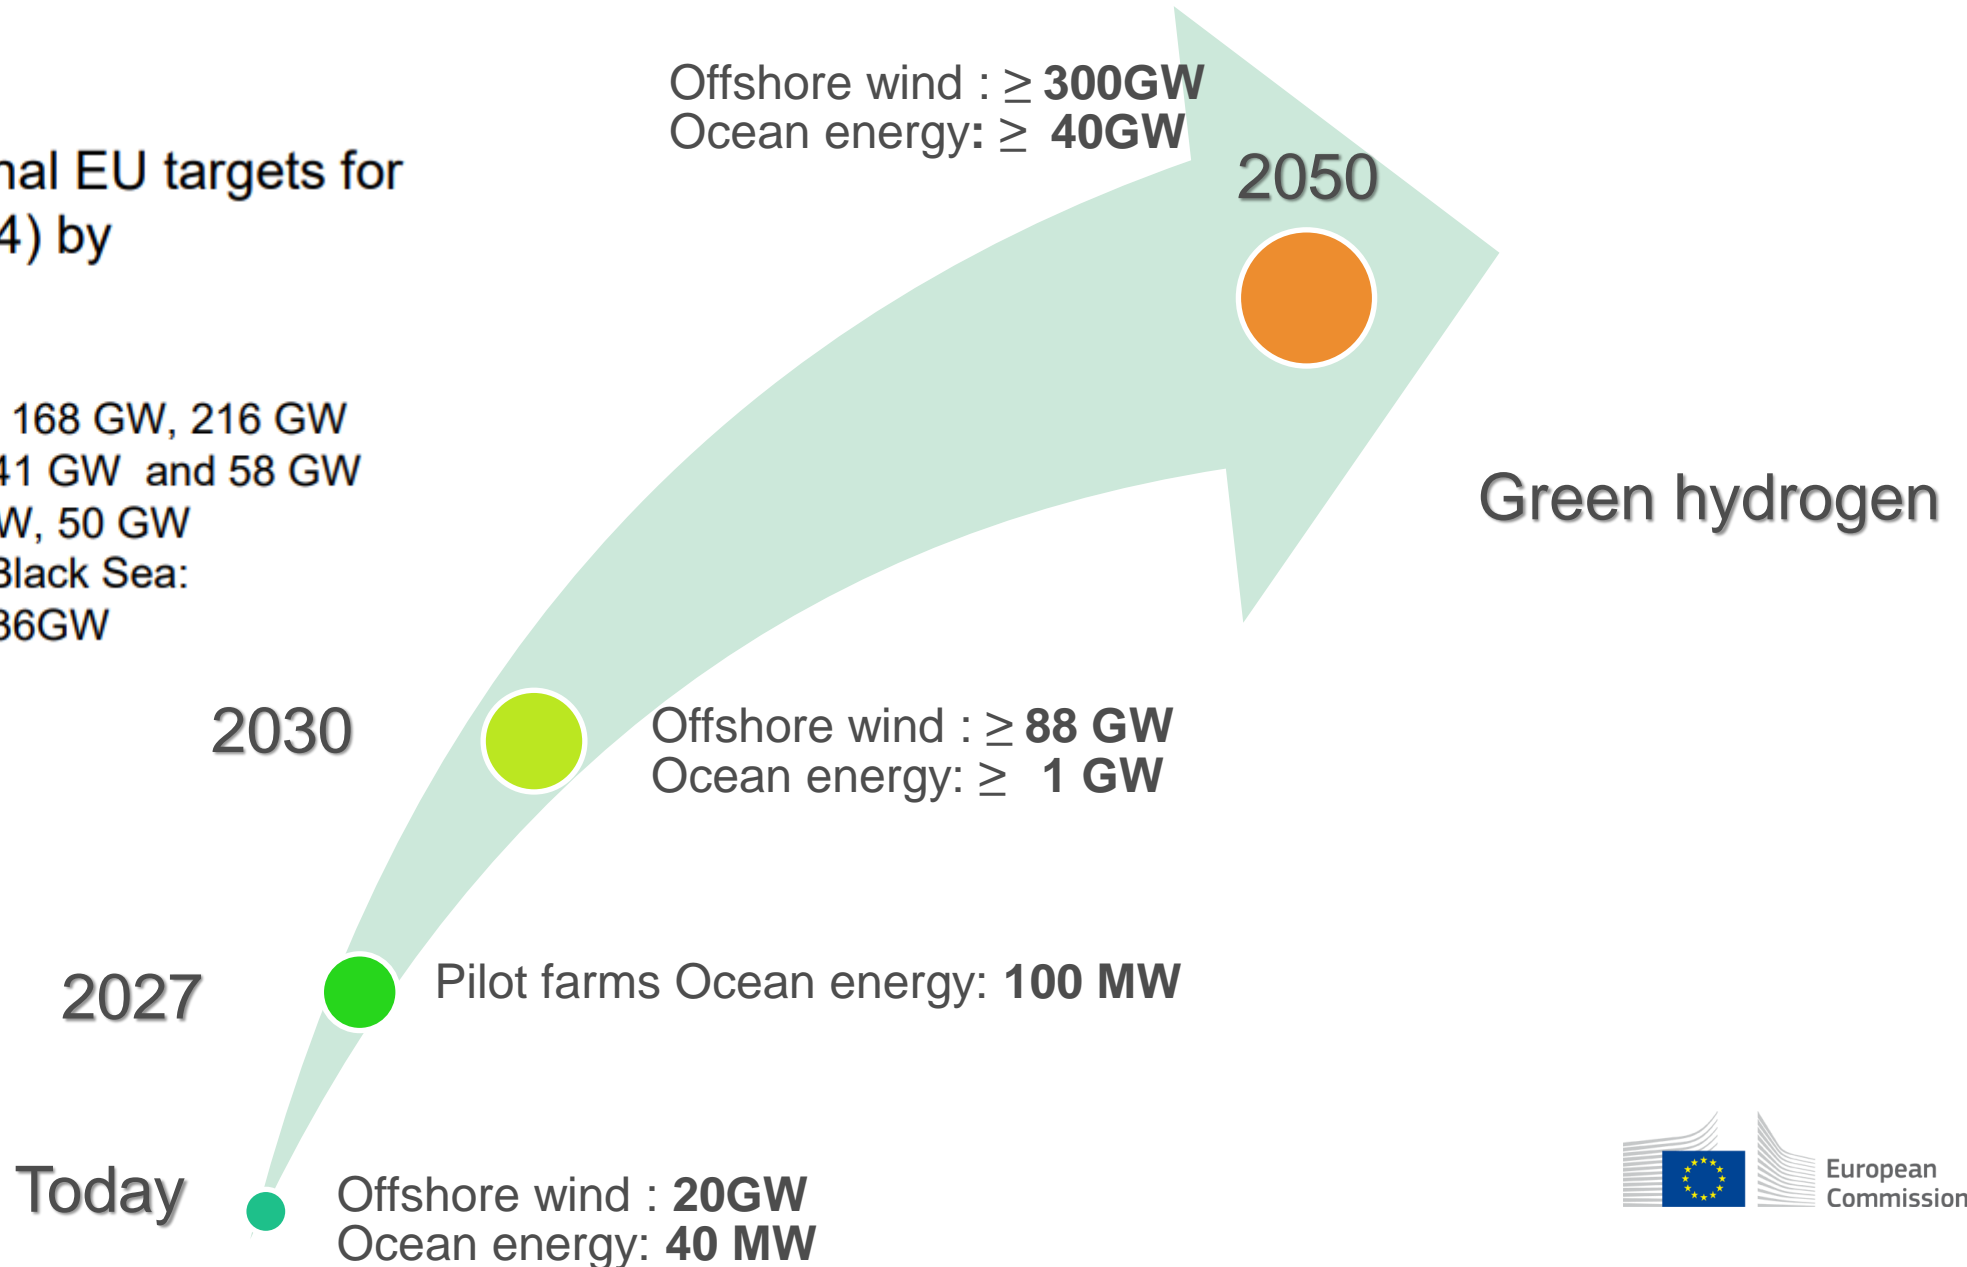 Offshore wind : ≥ 300GW
Ocean energy: ≥ 40GW
2050
nal EU targets for
4) by
168 GW, 216 GW
41 GW and 58 GW
W, 50 GW
Black Sea:
36GW
Green hydrogen
2030
Offshore wind : ≥ 88 GW
Ocean energy: ≥ 1 GW
2027
Pilot farms Ocean energy: 100 MW
Today
Offshore wind : 20GW
Ocean energy: 40 MW
European
Commission